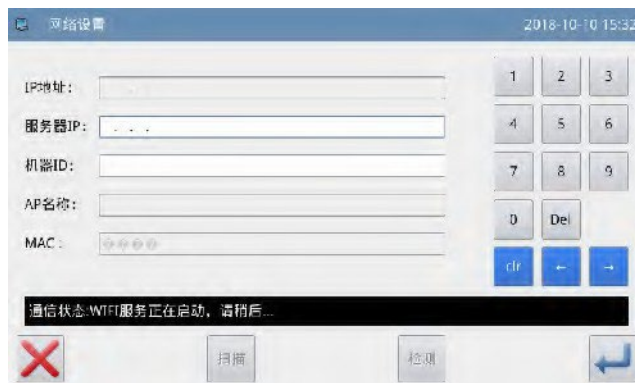 网络设置
2018-10-10 15:32
IP地址:
服务器IP: . . .
机器ID:
AP名称:
MAC: ����
1 2 3
4 5 6
7 8 9
0 Del
clr ← →
通信状态:WIFI服务正在启动，请稍后...
扫描 检测